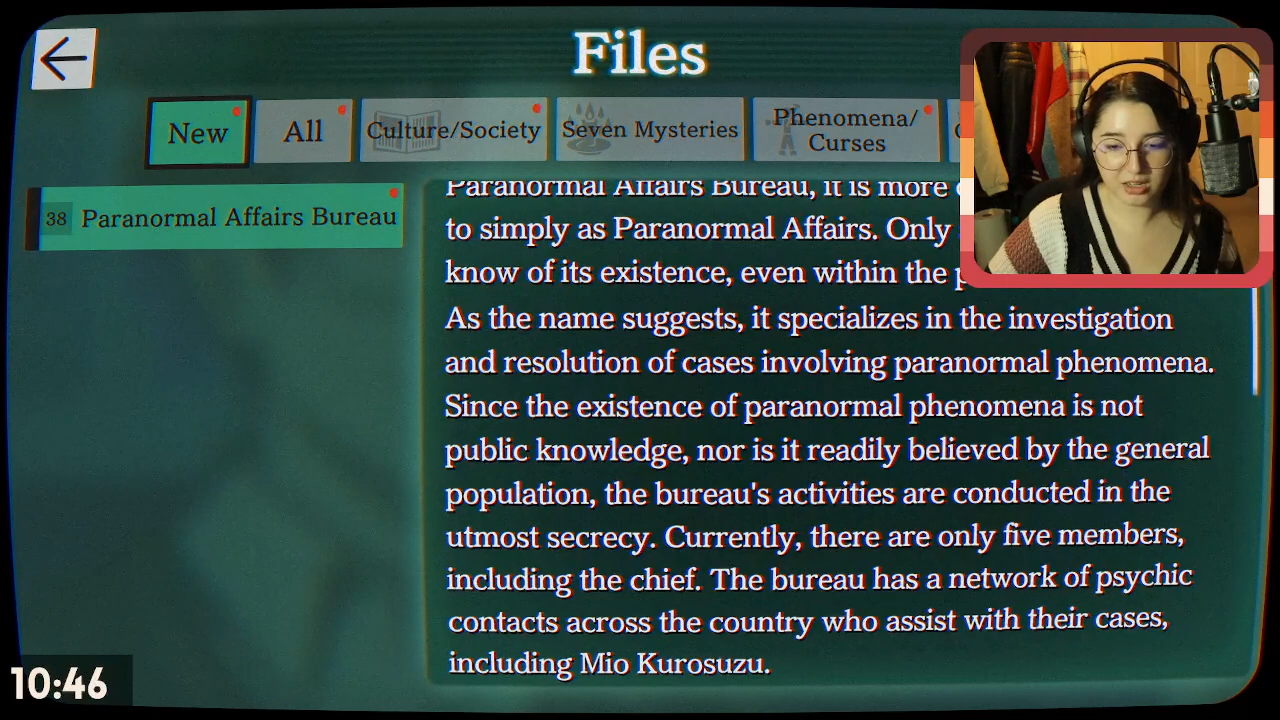 Files
New
All
Culture/Society
Seven Mysteries
Phenomena/
Curses
38 Paranormal Affairs Bureau
Paranormal Affairs Bureau, it is more
to simply as Paranormal Affairs. Only
know of its existence, even within the
As the name suggests, it specializes in the investigation
and resolution of cases involving paranormal phenomena.
Since the existence of paranormal phenomena is not
public knowledge, nor is it readily believed by the general
population, the bureau's activities are conducted in the
utmost secrecy. Currently, there are only five members,
including the chief. The bureau has a network of psychic
contacts across the country who assist with their cases,
including Mio Kurosuzu.
10:46